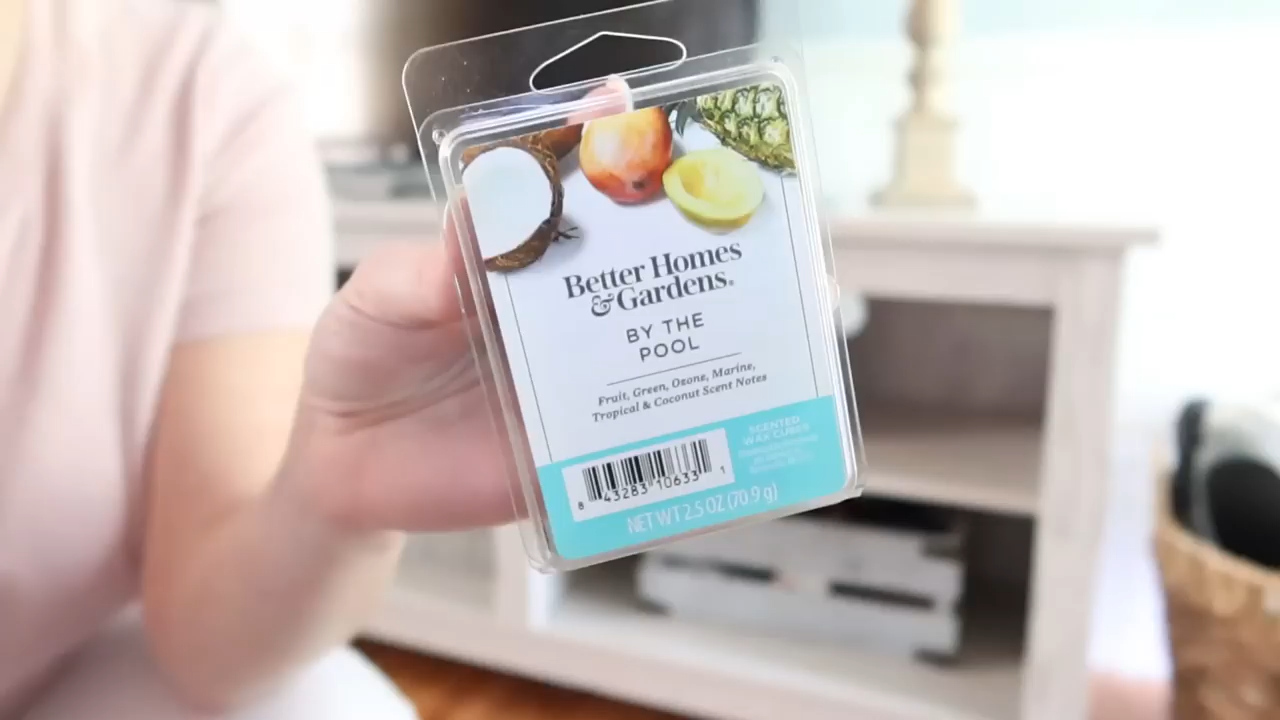 Better Homes
& Gardens®
BY THE
POOL
Fruit, Green, Ozone, Marine,
Tropical & Coconut Scent Notes
SCENTED
WAX CUBES
8 43283 10633 1
NET WT 2.5 OZ (70.9 g)